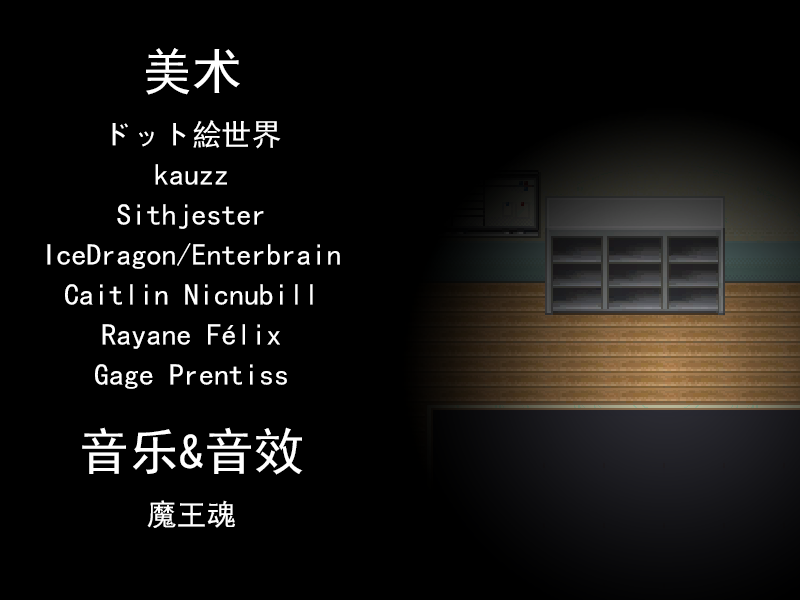 美术
ドット絵世界
kauzz
Sithjester
IceDragon/Enterbrain
Caitlin Nicnubill
Rayane Félix
Gage Prentiss
音乐&音效
魔王魂